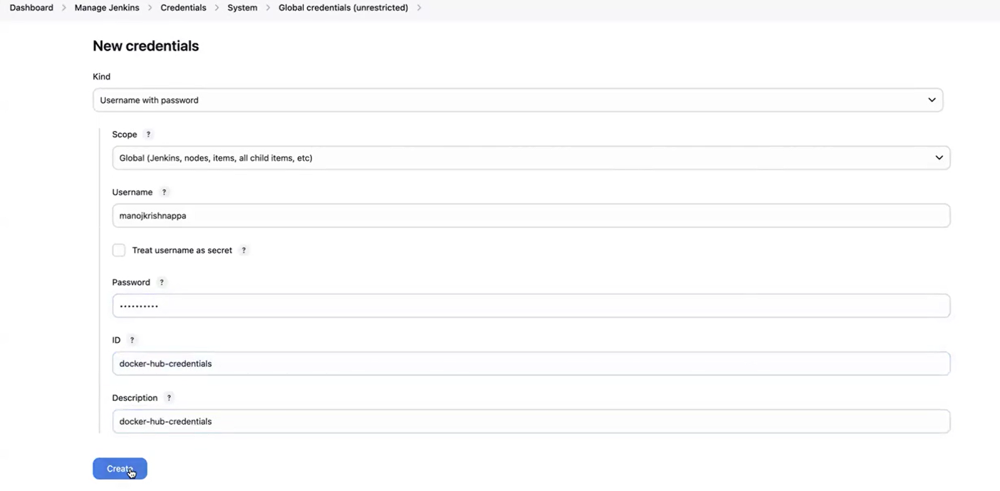 Dashboard > Manage Jenkins > Credentials > System > Global credentials (unrestricted) >
New credentials
Kind
Username with password
Scope ?
Global (Jenkins, nodes, items, all child items, etc)
Username ?
manojkrishnappa
Treat username as secret ?
Password ?
••••••••••
ID ?
docker-hub-credentials
Description ?
docker-hub-credentials
Create